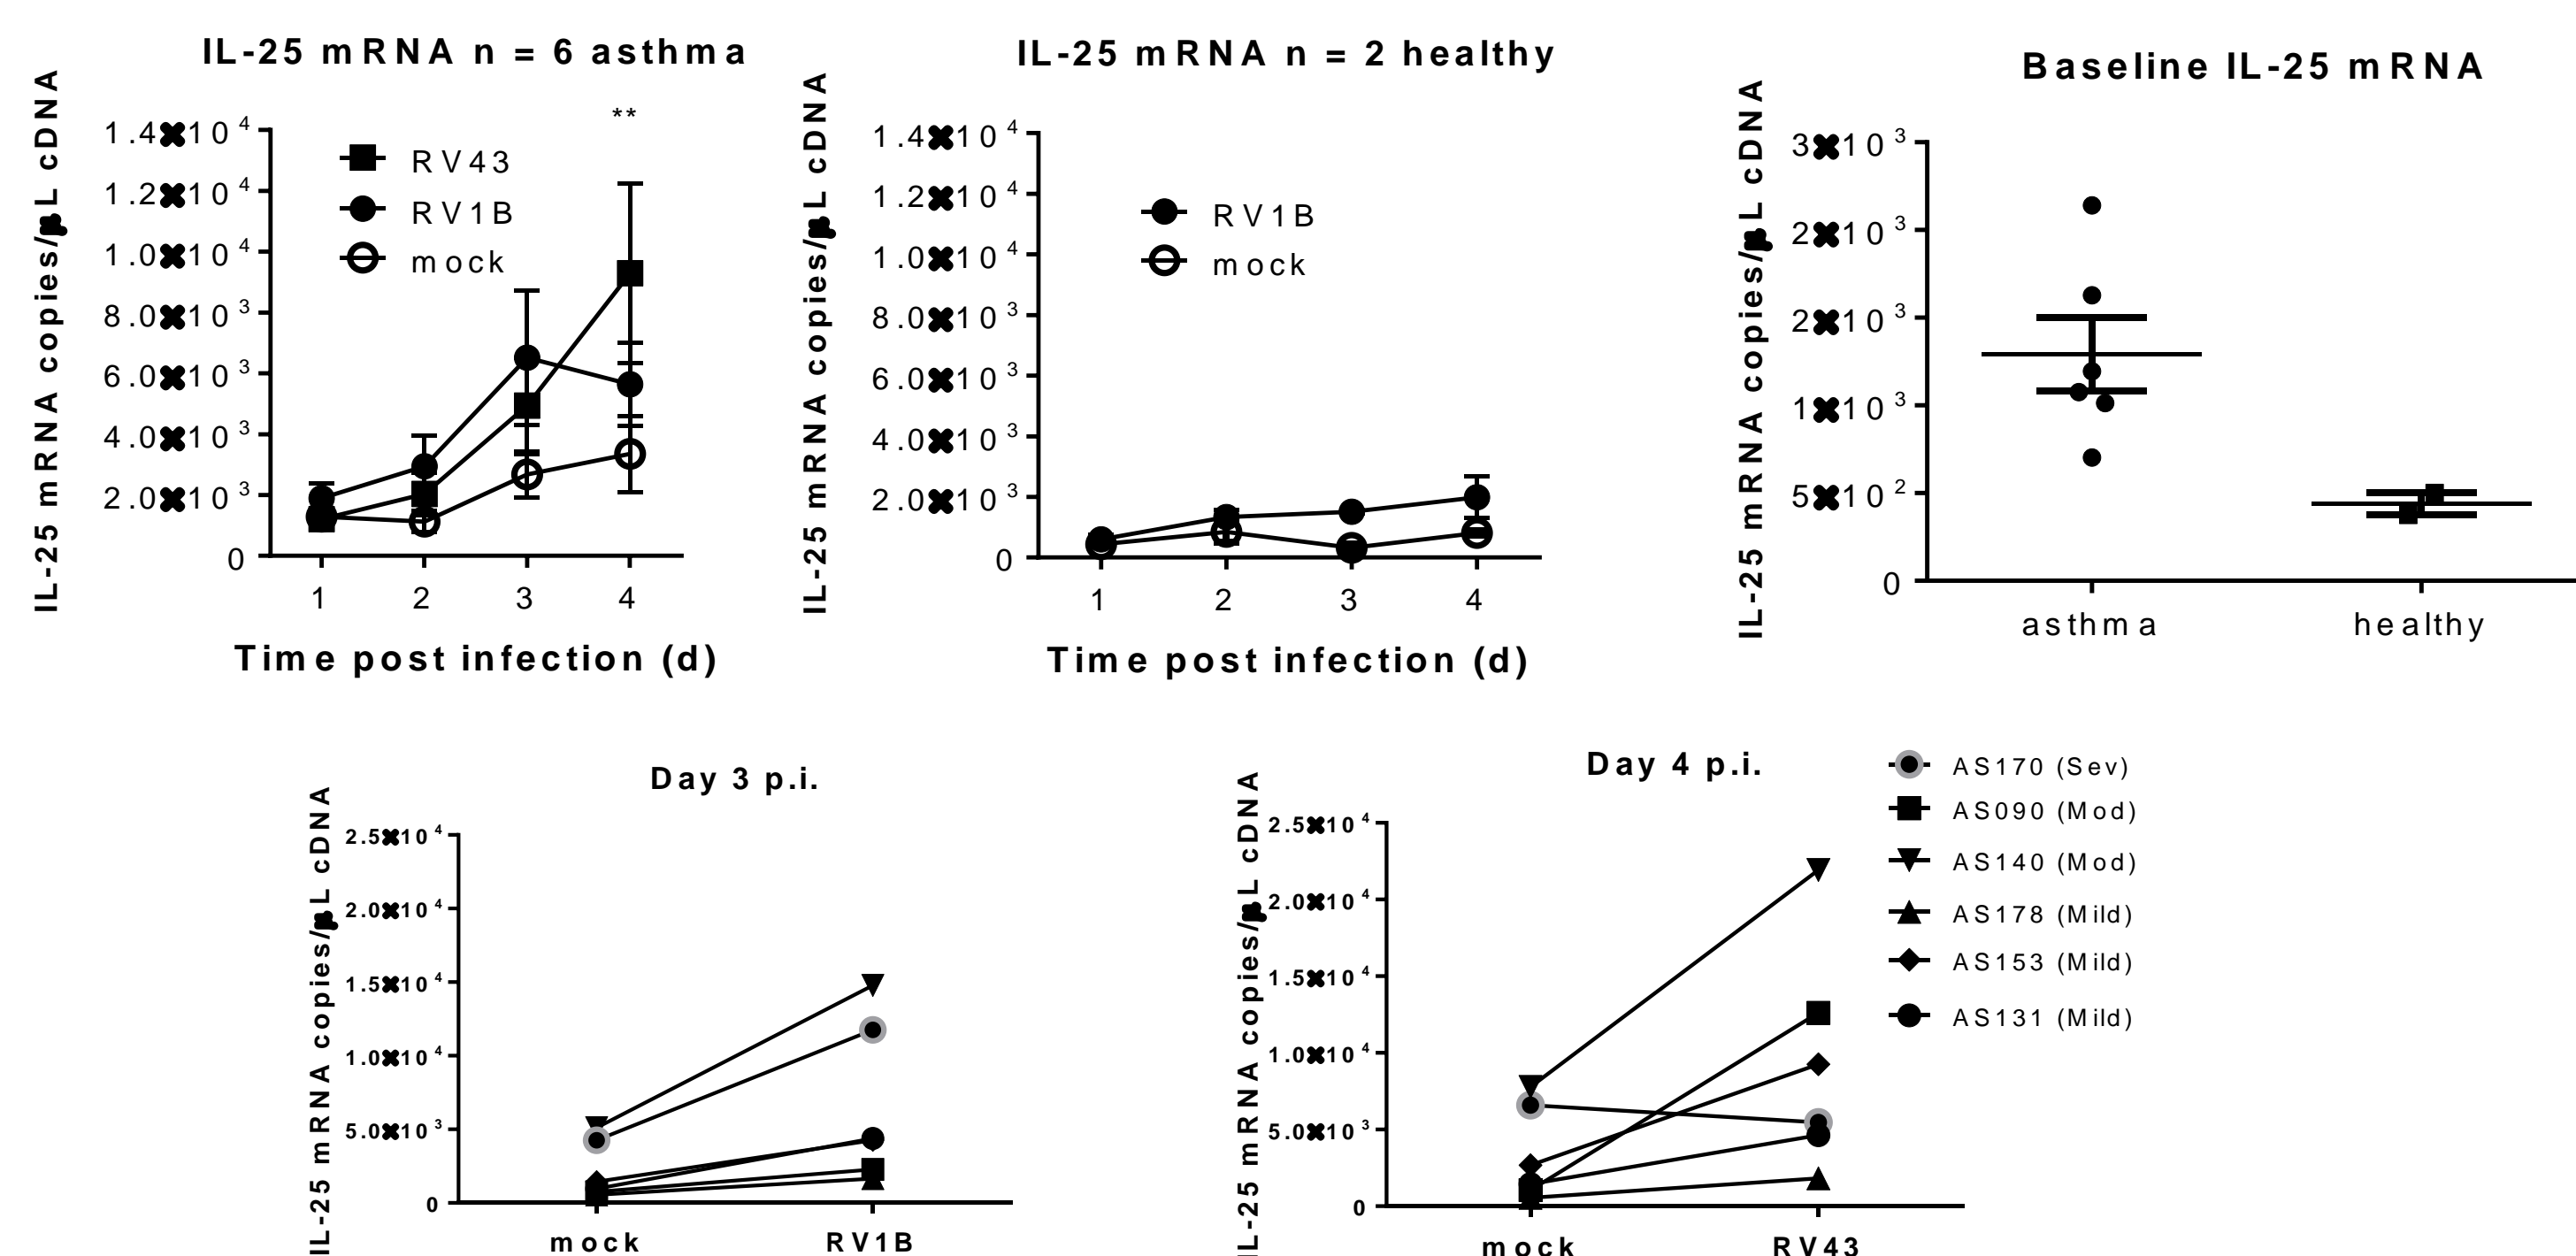 IL-25 mRNA n = 6 asthma
IL-25 mRNA copies/μL cDNA
1.4×10⁴
1.2×10⁴
1.0×10⁴
8.0×10³
6.0×10³
4.0×10³
2.0×10³
0
RV43
RV1B
mock
**
1 2 3 4
Time post infection (d)
IL-25 mRNA n = 2 healthy
IL-25 mRNA copies/μL cDNA
1.4×10⁴
1.2×10⁴
1.0×10⁴
8.0×10³
6.0×10³
4.0×10³
2.0×10³
0
RV1B
mock
1 2 3 4
Time post infection (d)
Baseline IL-25 mRNA
IL-25 mRNA copies/μL cDNA
3×10³
2×10³
2×10³
1×10³
5×10²
0
asthma healthy
Day 3 p.i.
IL-25 mRNA copies/μL cDNA
2.5×10⁴
2.0×10⁴
1.5×10⁴
1.0×10⁴
5.0×10³
0
mock RV1B
Day 4 p.i.
IL-25 mRNA copies/μL cDNA
2.5×10⁴
2.0×10⁴
1.5×10⁴
1.0×10⁴
5.0×10³
0
mock RV43
AS170 (Sev)
AS090 (Mod)
AS140 (Mod)
AS178 (Mild)
AS153 (Mild)
AS131 (Mild)